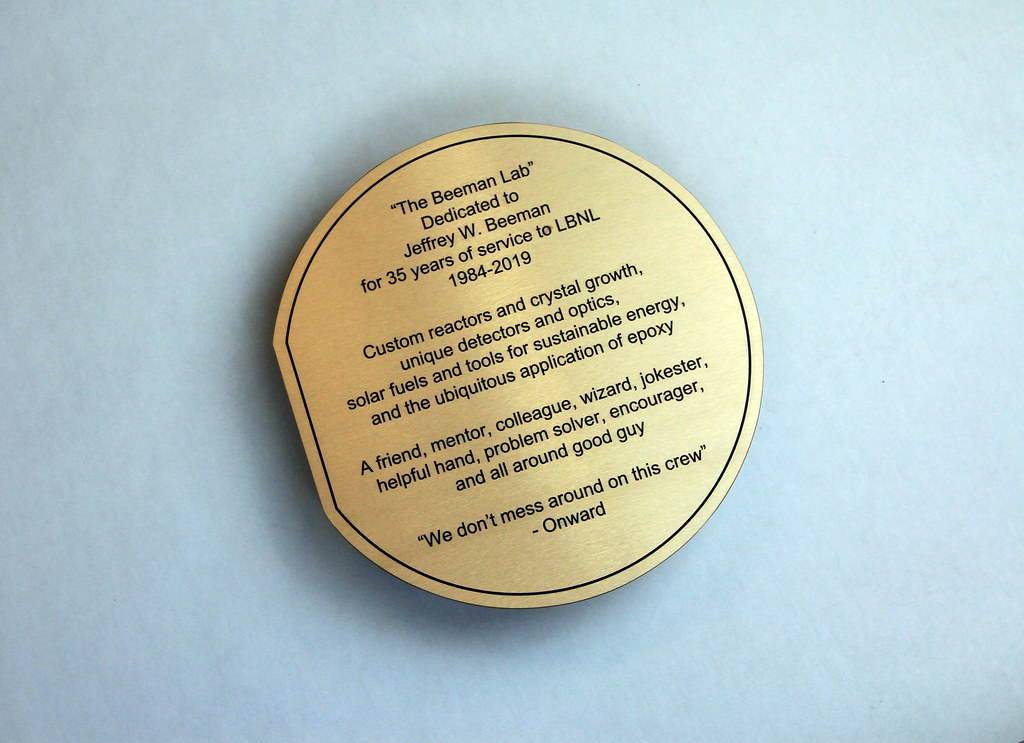 “The Beeman Lab”
Dedicated to
Jeffrey W. Beeman
for 35 years of service to LBNL
1984-2019
Custom reactors and crystal growth,
unique detectors and optics,
solar fuels and tools for sustainable energy,
and the ubiquitous application of epoxy
A friend, mentor, colleague, wizard, jokester,
helpful hand, problem solver, encourager,
and all around good guy
“We don’t mess around on this crew”
- Onward